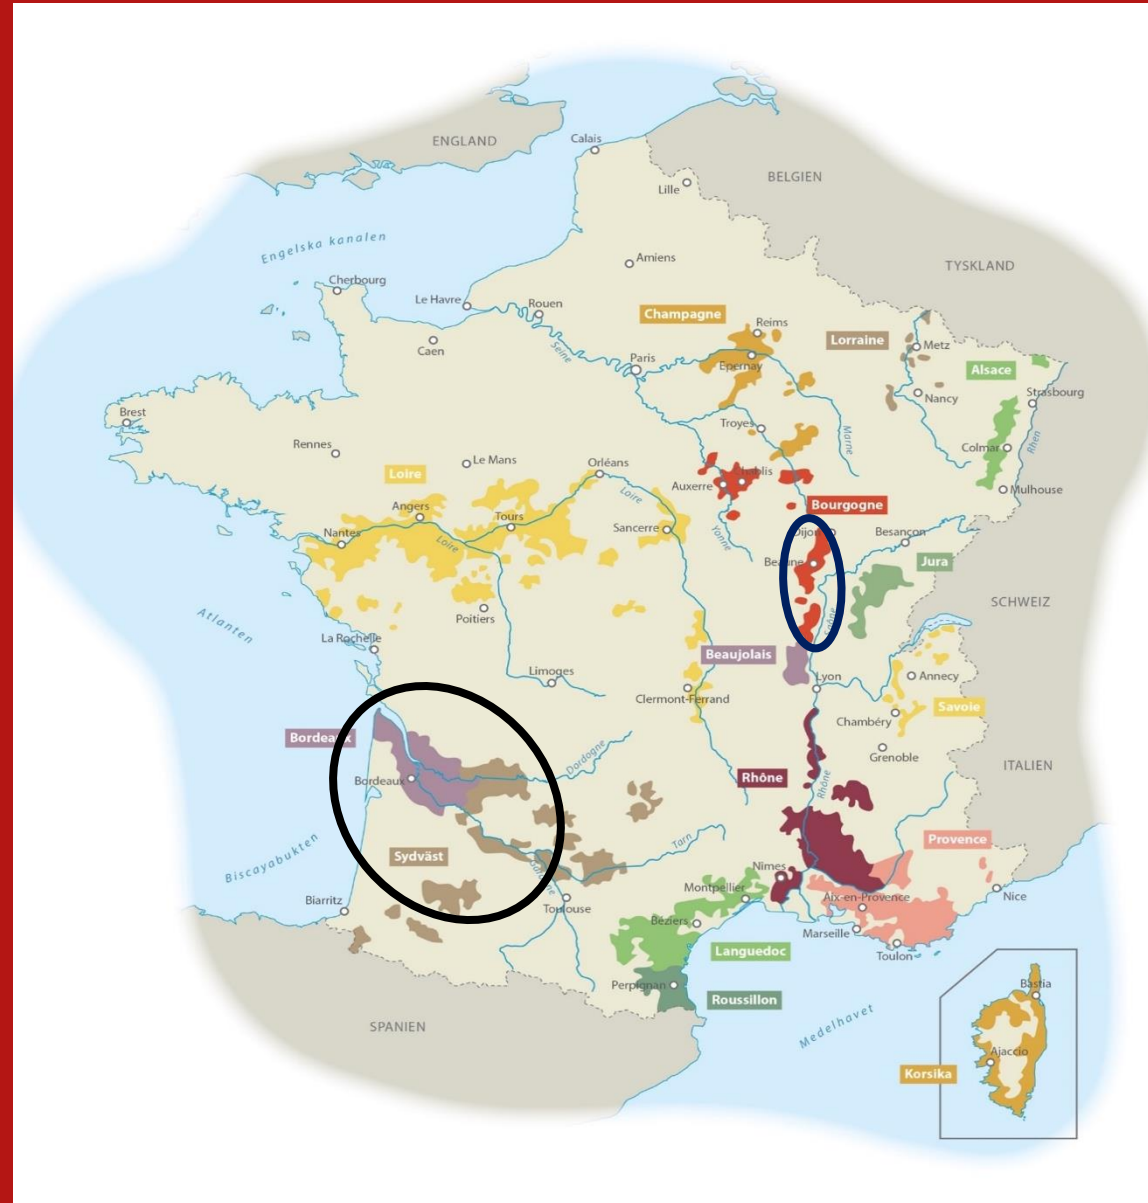 ENGLAND
Calais
BELGIEN
Lille
Engelska kanalen
Amiens
TYSKLAND
Cherbourg
Le Havre
Rouen
Champagne
Reims
Caen
Seine
Paris
Epernay
Lorraine
Metz
Alsace
Nancy
Strasbourg
Brest
Rennes
Le Mans
Troyes
Marne
Colmar
Rhen
Loire
Orléans
Auxerre
Chablis
Mulhouse
Angers
Tours
Loire
Sancerre
Yonne
Bourgogne
Nantes
Loire
Dijon
Besançon
Beaune
Jura
Atlanten
Poitiers
Saône
SCHWEIZ
La Rochelle
Beaujolais
Limoges
Clermont-Ferrand
Lyon
Annecy
Savoie
Chambéry
Bordeaux
Dordogne
Grenoble
Bordeaux
Rhône
Rhône
ITALIEN
Biscayabukten
Sydväst
Tarn
Provence
Garonne
Nîmes
Montpellier
Aix-en-Provence
Nice
Biarritz
Toulouse
Béziers
Marseille
Toulon
Languedoc
Perpignan
Roussillon
Medelhavet
SPANIEN
Bastia
Ajaccio
Korsika